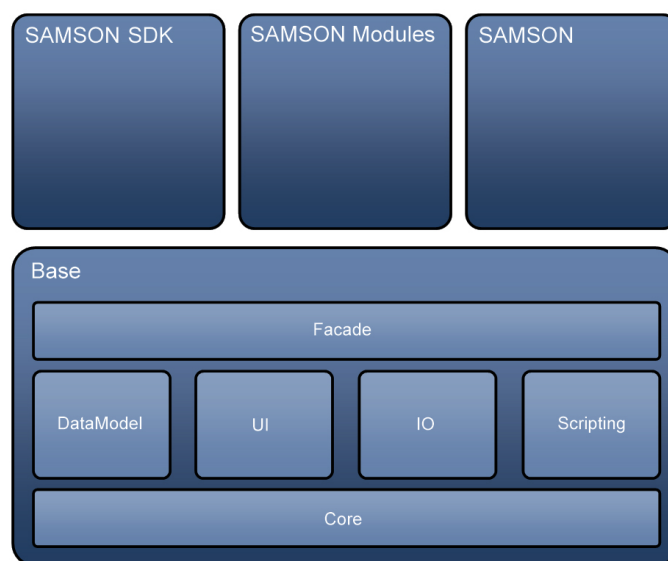 SAMSON SDK
SAMSON Modules
SAMSON
Base
Facade
DataModel
UI
IO
Scripting
Core